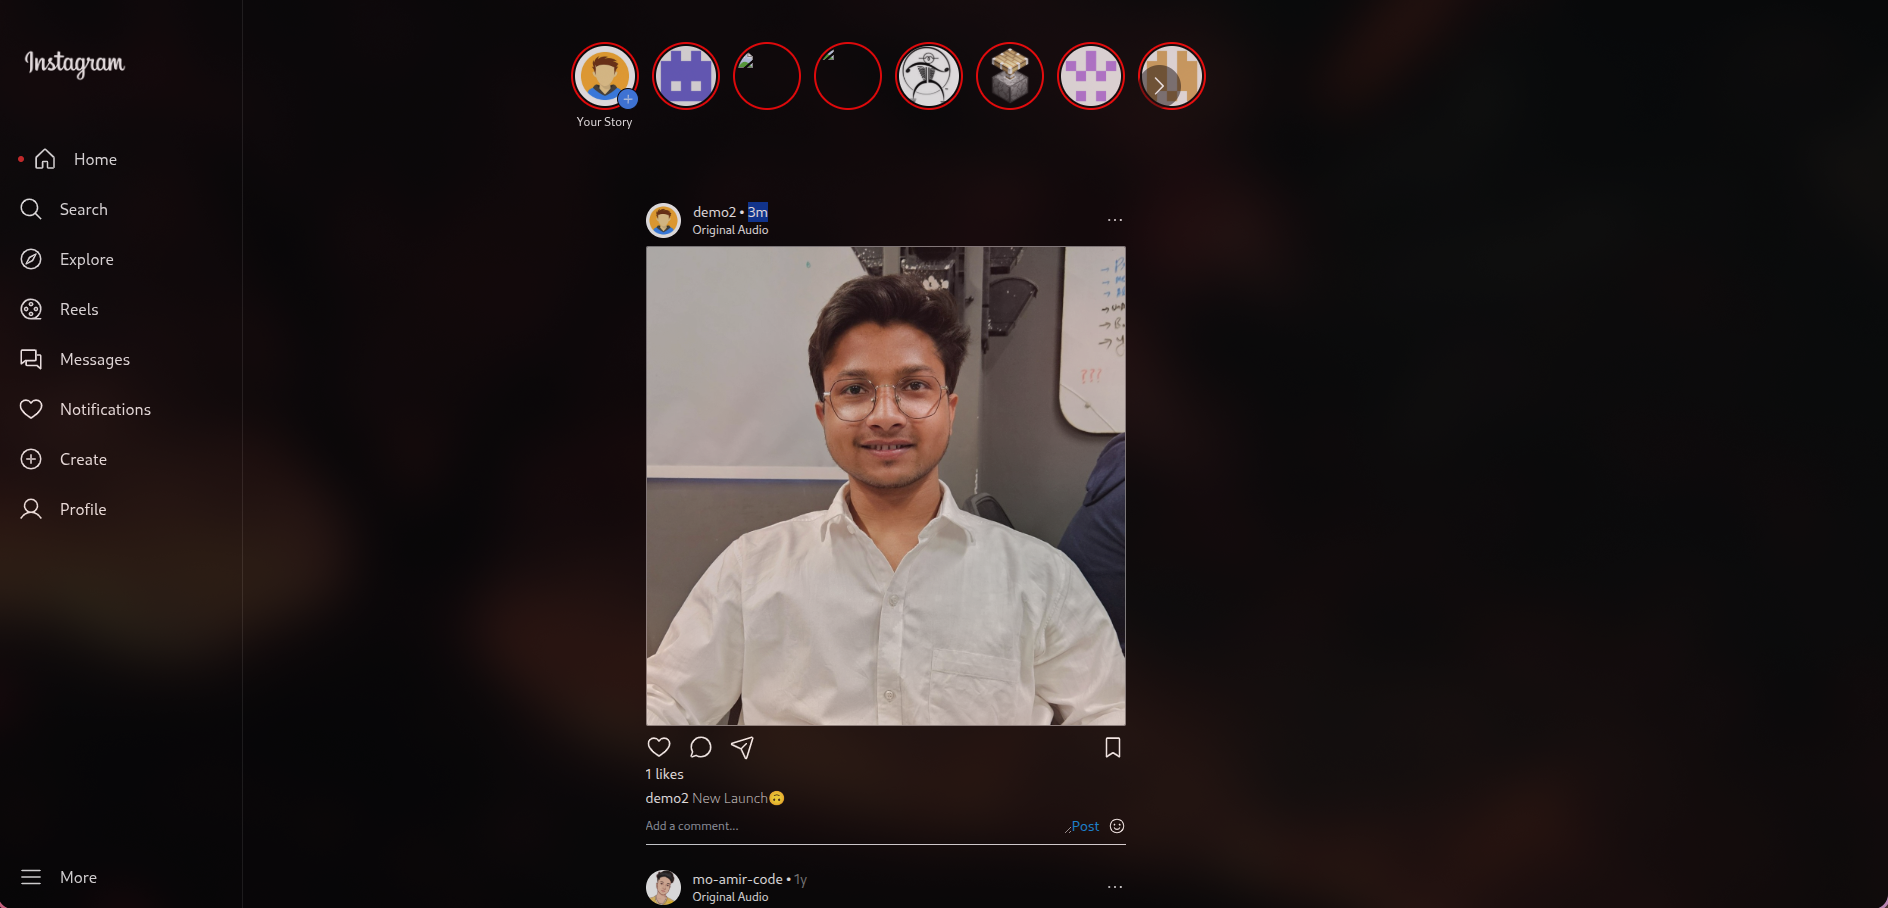 Instagram
Home
Search
Explore
Reels
Messages
Notifications
Create
Profile
More
Your Story
demo2 • 3m
Original Audio
???
1 likes
demo2 New Launch🙃
Add a comment...
Post
mo-amir-code • 1y
Original Audio